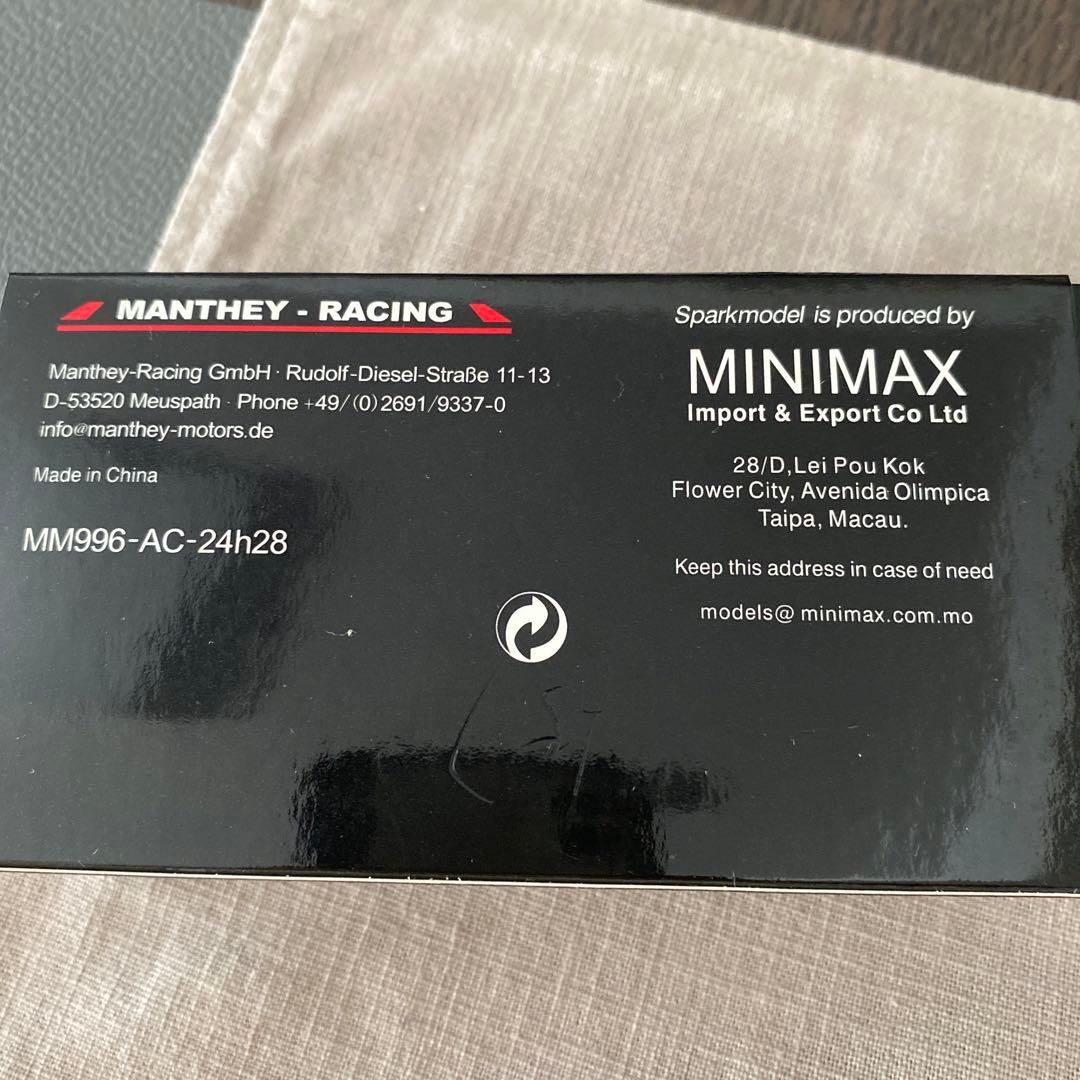 MANTHEY - RACING
Manthey-Racing GmbH · Rudolf-Diesel-Straße 11-13
D-53520 Meuspath · Phone +49/(0)2691/9337-0
info@manthey-motors.de
Made in China
MM996-AC-24h28
Sparkmodel is produced by
MINIMAX
Import & Export Co Ltd
28/D,Lei Pou Kok
Flower City, Avenida Olimpica
Taipa, Macau.
Keep this address in case of need
models@ minimax.com.mo